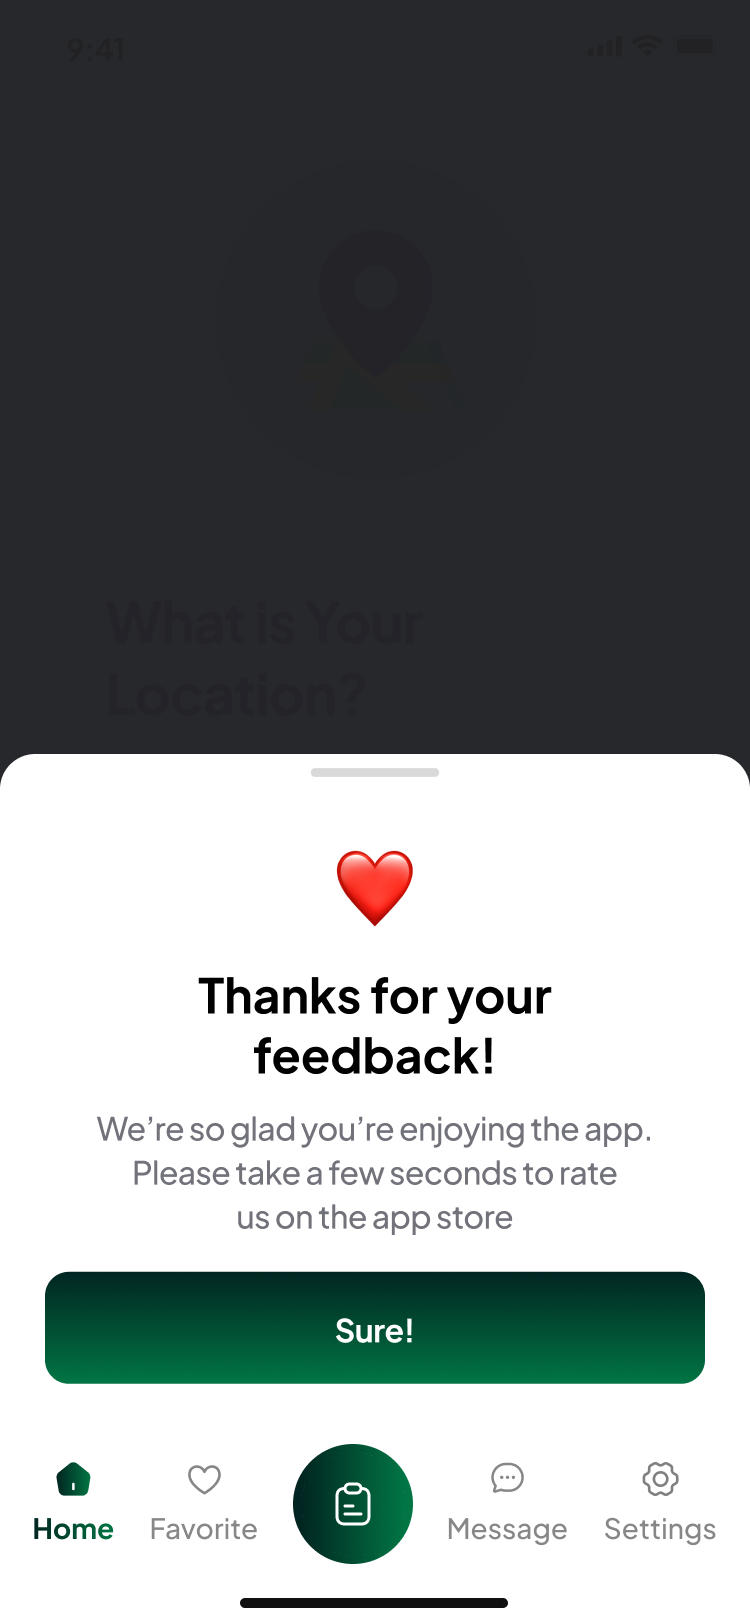 9:41
What is Your
Location?
Thanks for your
feedback!
We’re so glad you’re enjoying the app.
Please take a few seconds to rate
us on the app store
Sure!
Home Favorite Message Settings